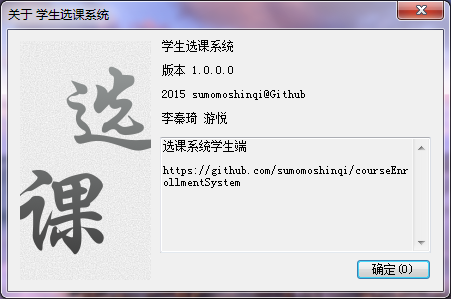 关于 学生选课系统
选
课
学生选课系统
版本 1.0.0.0
2015 sumomoshinqi@Github
李秦琦 游悦
选课系统学生端
https://github.com/sumomoshinqi/courseEnr
ollmentSystem
确定(O)